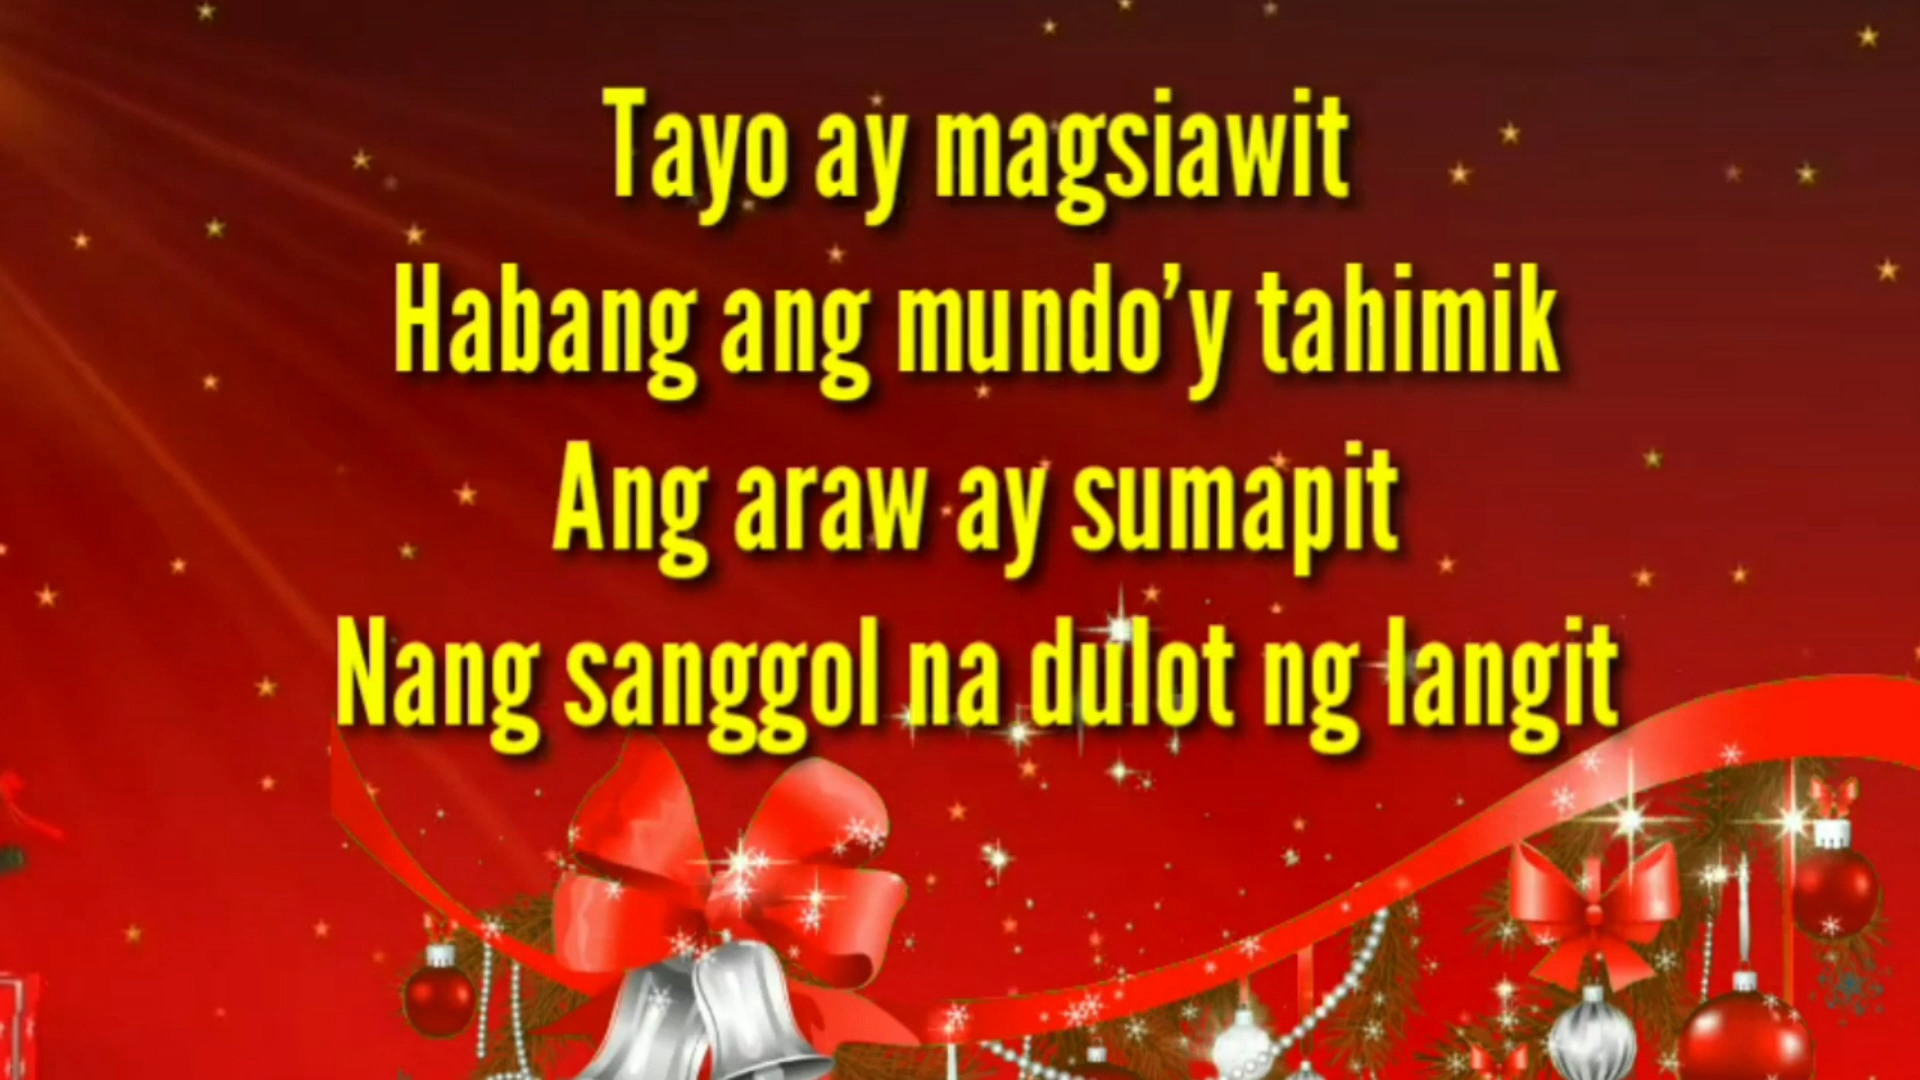 Tayo ay magsiawit
Habang ang mundo’y tahimik
Ang araw ay sumapit
Nang sanggol na dulot ng langit